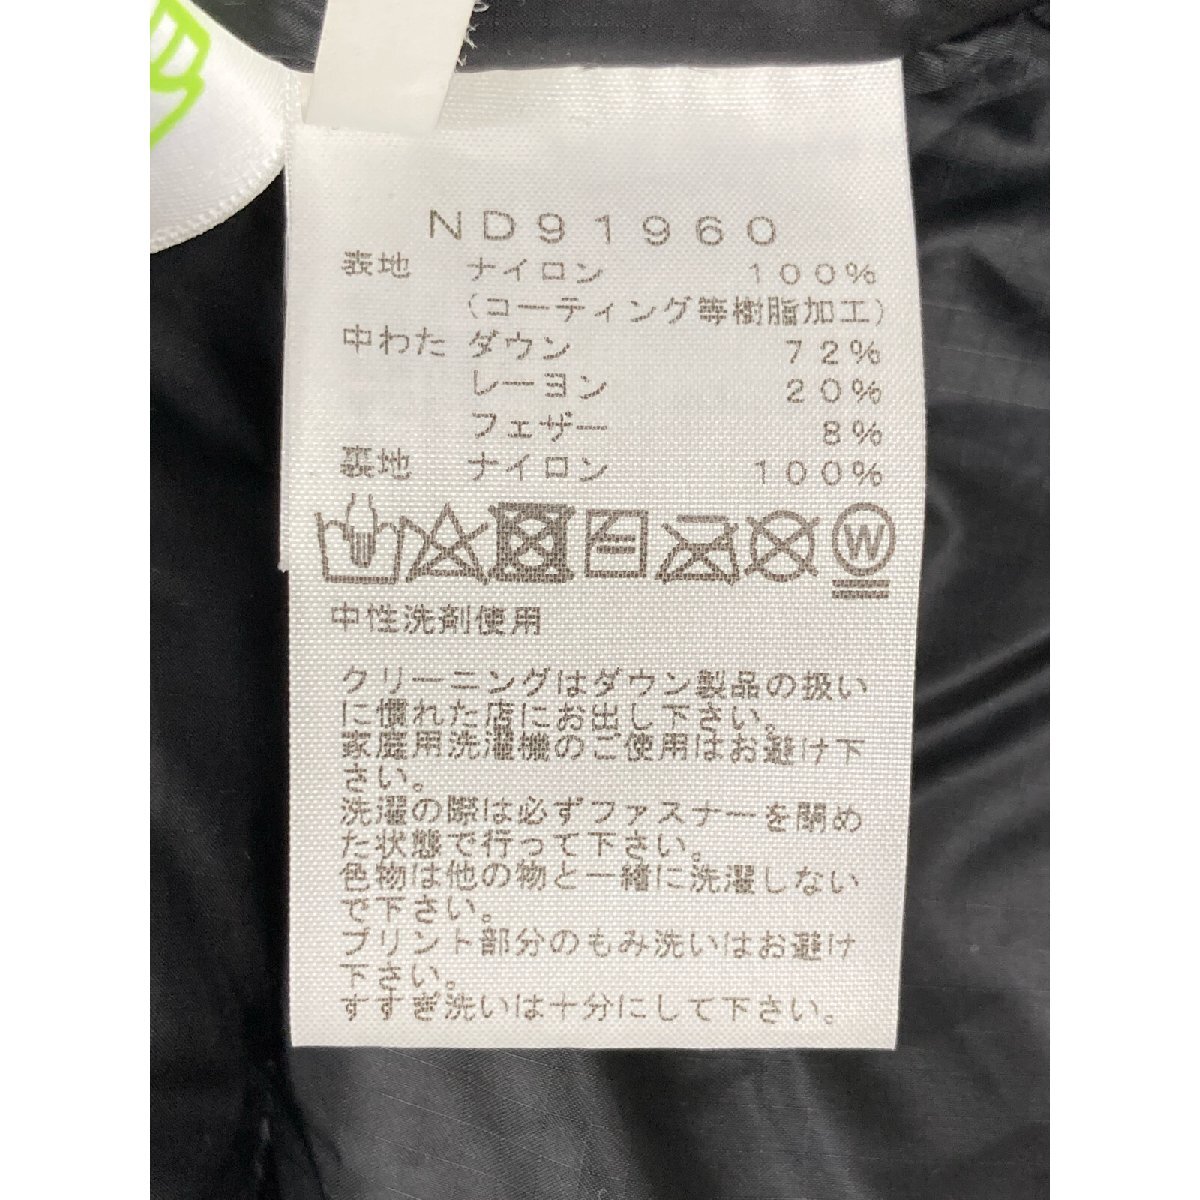 ND91960
表地 ナイロン 100%
(コーティング等樹脂加工)
中わた ダウン 72%
レーヨン 20%
フェザー 8%
裏地 ナイロン 100%
W
中性洗剤使用
クリーニングはダウン製品の扱い
に慣れた店にお出し下さい。
家庭用洗濯機のご使用はお避け下
さい。
洗濯の際は必ずファスナーを閉め
た状態で行って下さい。
色物は他の物と一緒に洗濯しない
で下さい。
プリント部分のもみ洗いはお避け
下さい。
すすぎ洗いは十分にして下さい。